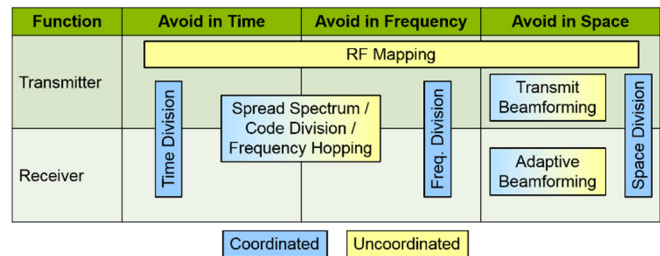 Function Avoid in Time Avoid in Frequency Avoid in Space
RF Mapping
Transmitter
Time Division
Spread Spectrum /
Code Division /
Frequency Hopping
Freq. Division
Transmit
Beamforming
Space Division
Receiver
Adaptive
Beamforming
Coordinated Uncoordinated